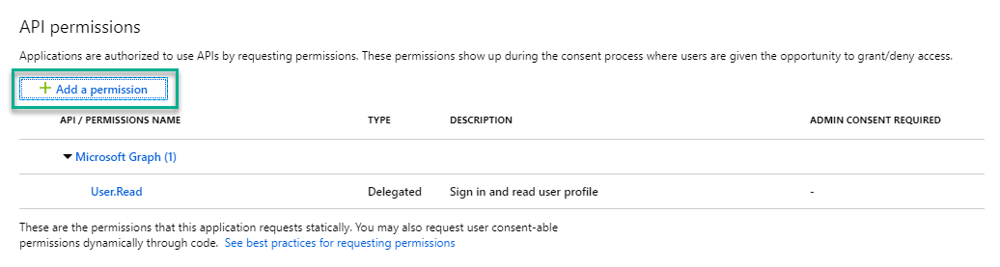 API permissions
Applications are authorized to use APIs by requesting permissions. These permissions show up during the consent process where users are given the opportunity to grant/deny access.
Add a permission
API / PERMISSIONS NAME TYPE DESCRIPTION ADMIN CONSENT REQUIRED
Microsoft Graph (1)
User.Read Delegated Sign in and read user profile -
These are the permissions that this application requests statically. You may also request user consent-able
permissions dynamically through code. See best practices for requesting permissions